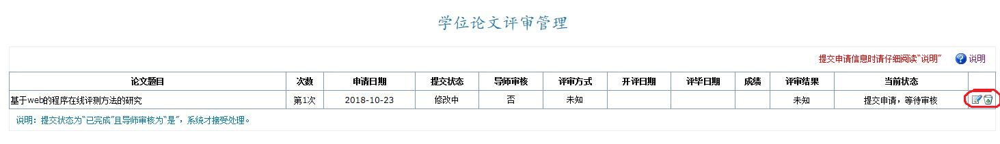 学位论文评审管理
提交申请信息时请仔细阅读“说明” 说明
论文题目 次数 申请日期 提交状态 导师审核 评审方式 开评日期 评毕日期 成绩 评审结果 当前状态
基于web的程序在线评测方法的研究 第1次 2018-10-23 修改中 否 未知 未知 提交申请，等待审核
说明：提交状态为“已完成”且导师审核为“是”，系统才接受处理。